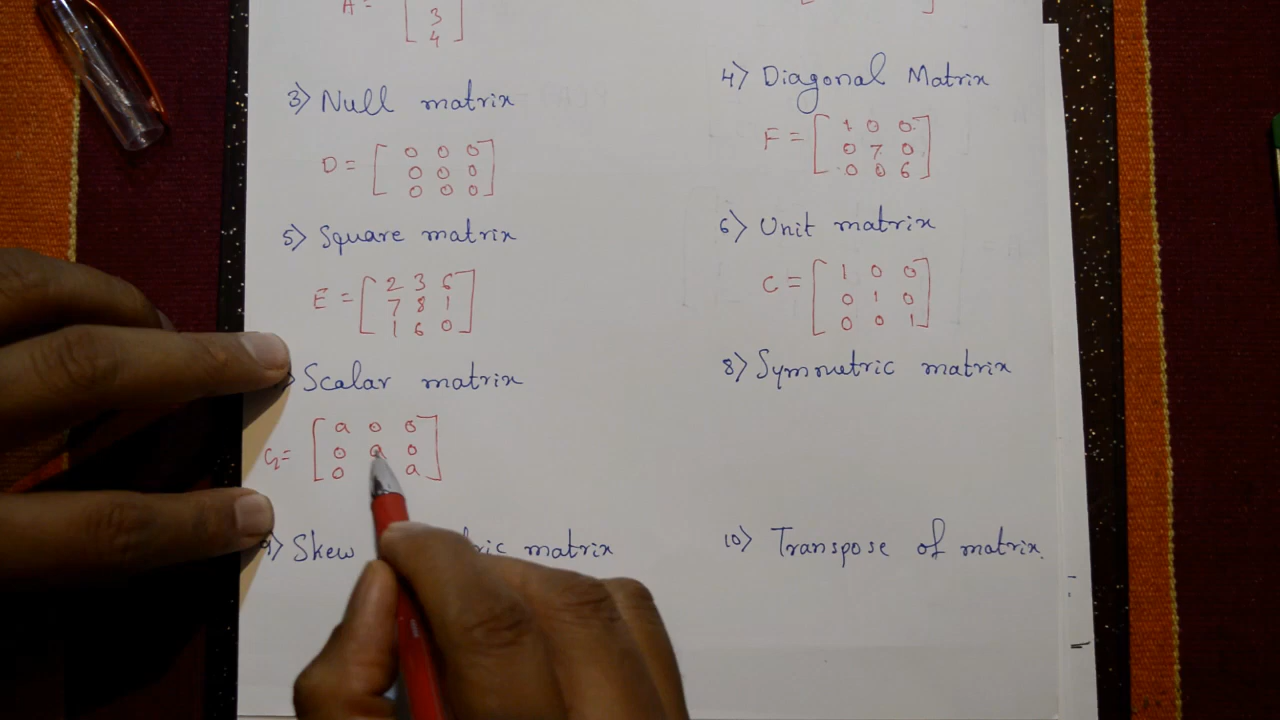 A = [
3
4
]
3) Null matrix
D = [ 0 0 0
0 0 0
0 0 0 ]
4) Diagonal Matrix
F = [ 1 0 0
0 7 0
0 0 6 ]
5) Square matrix
E = [ 2 3 6
7 8 1
1 6 0 ]
6) Unit matrix
C = [ 1 0 0
0 1 0
0 0 1 ]
) Scalar matrix
G = [ a 0 0
0 a 0
0 a ]
8) Symmetric matrix
9) Skew ric matrix
10) Transpose of matrix.